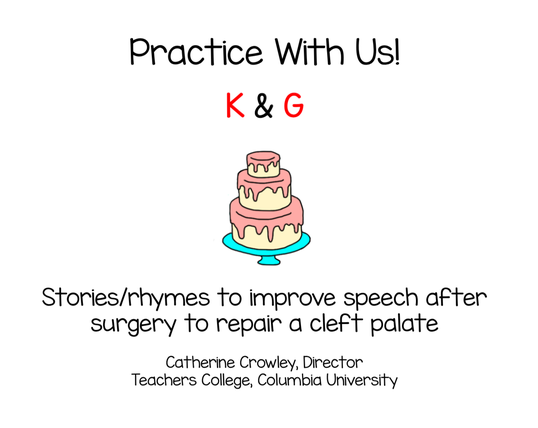 Practice With Us!
K & G
Stories/rhymes to improve speech after
surgery to repair a cleft palate
Catherine Crowley, Director
Teachers College, Columbia University